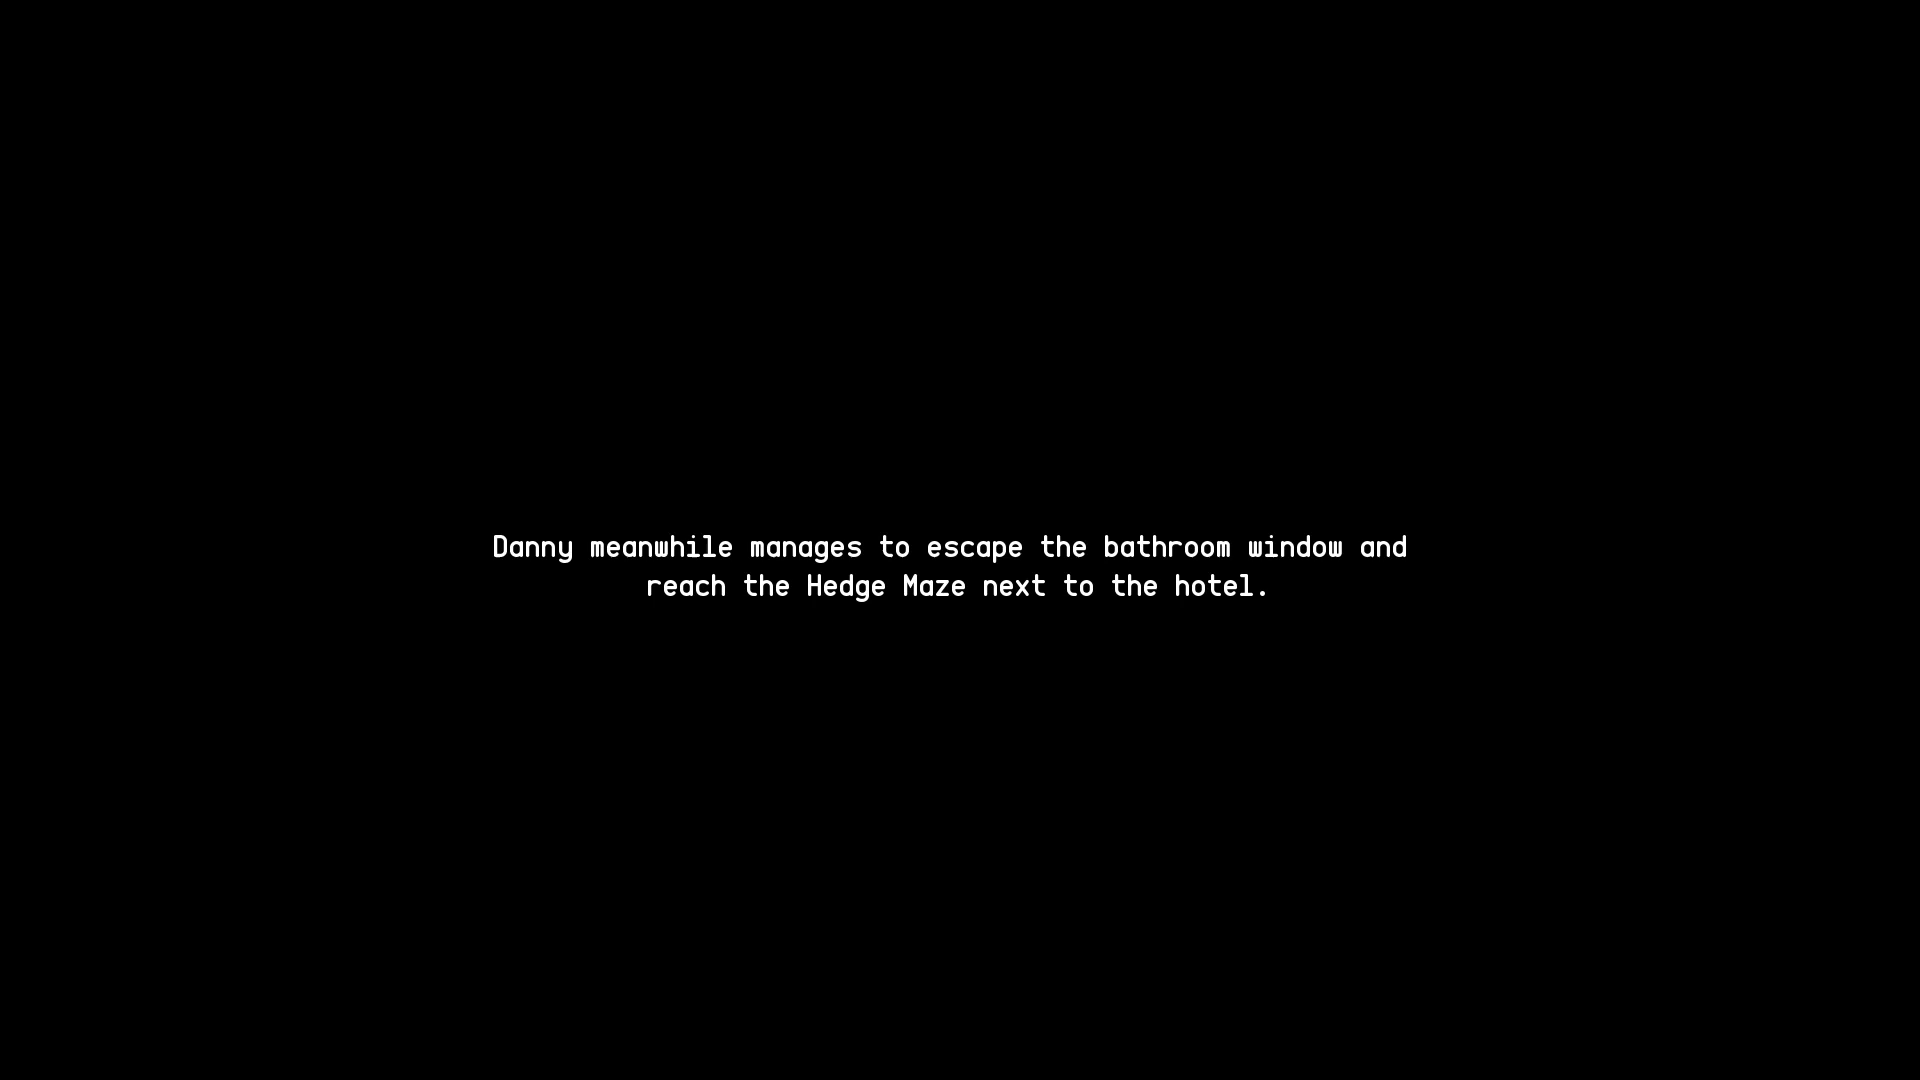 Danny meanwhile manages to escape the bathroom window and
reach the Hedge Maze next to the hotel.